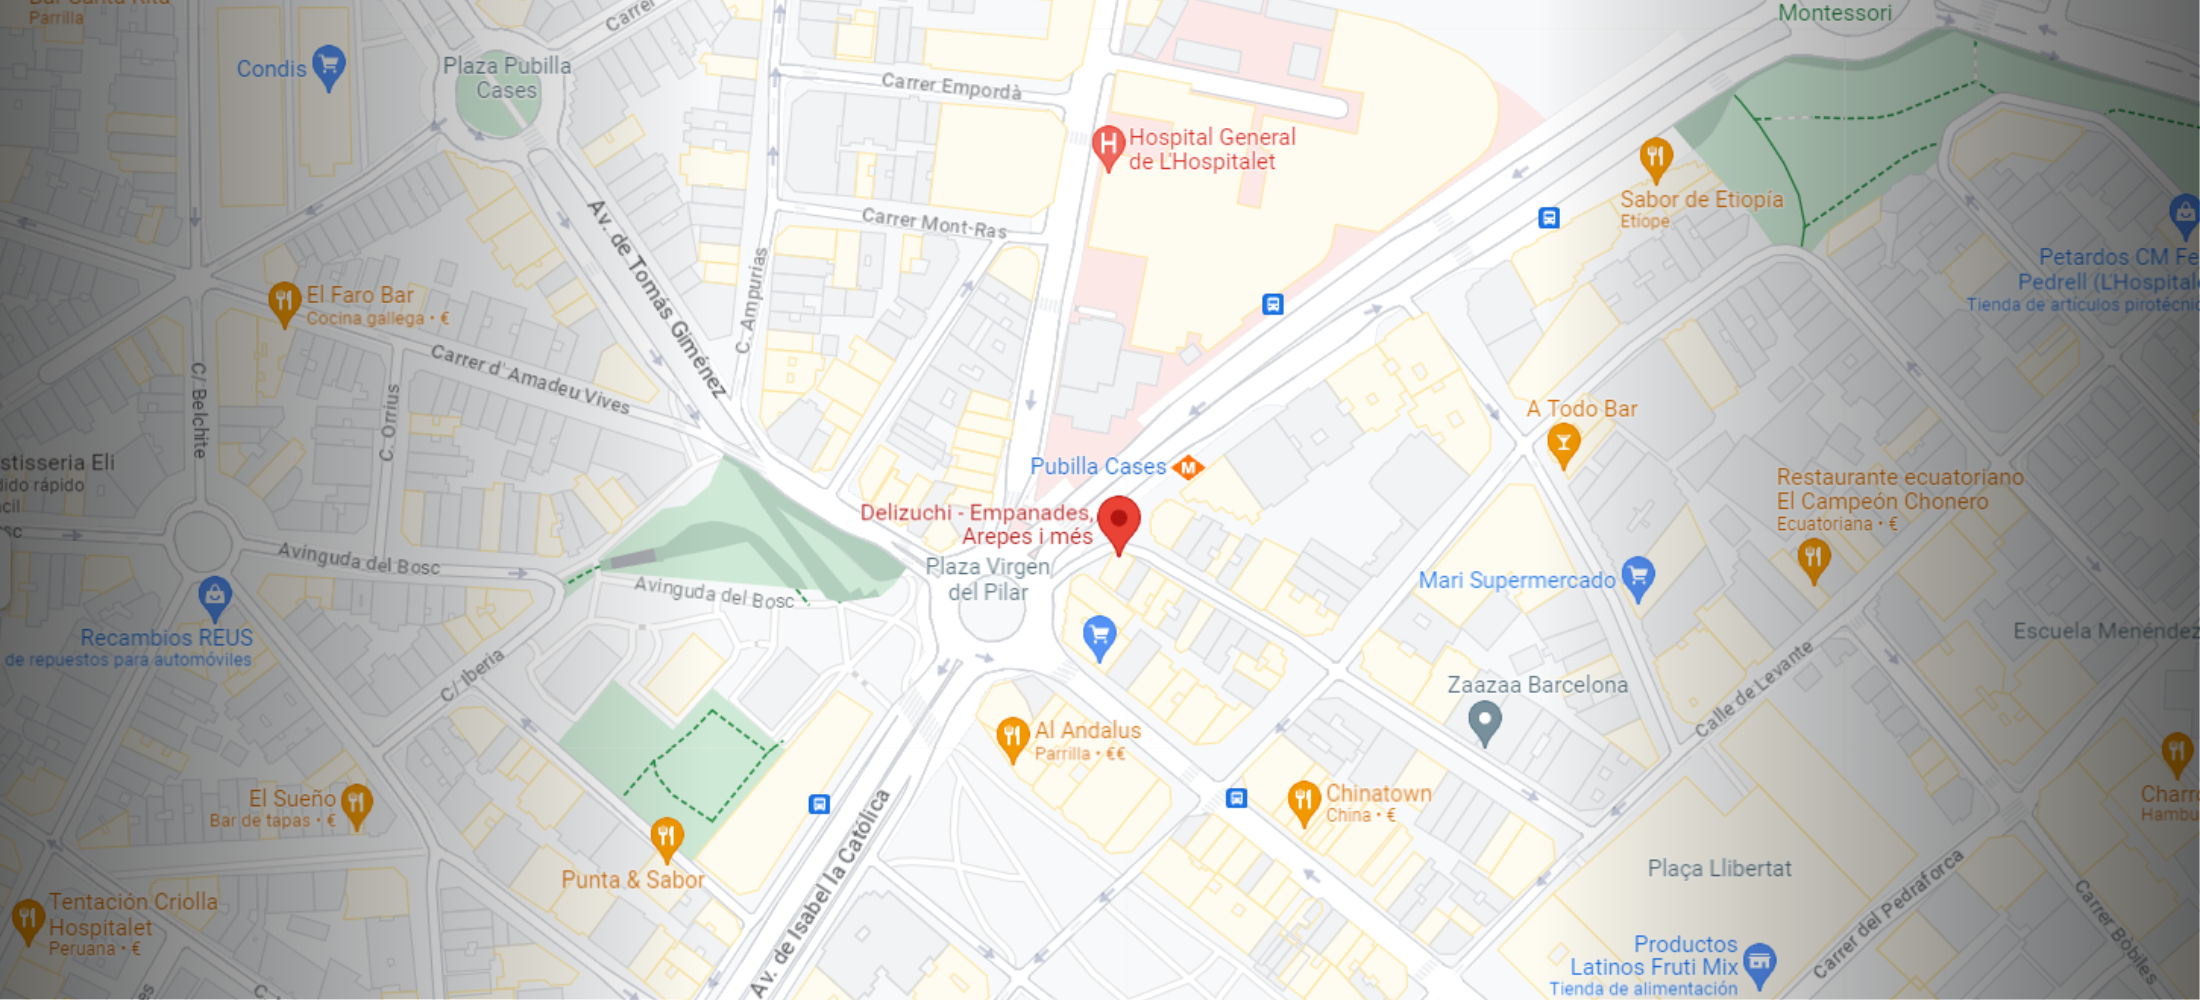 Parrilla
Carrer
Montessori
Condis
Plaza Pubilla
Cases
Carrer Empordà
Hospital General
de L'Hospitalet
Sabor de Etiopía
Etíope
Av. de Tomás Giménez
Carrer Mont-Ras
C. Ampurias
Petardos CM Fe
Pedrell (L'Hospital
Tienda de artículos pirotécnic
El Faro Bar
Cocina gallega • €
Carrer d'Amadeu Vives
C/ Belchite
C. Orrius
A Todo Bar
stisseria Eli
dido rápido
Pubilla Cases
M
Restaurante ecuatoriano
El Campeón Chonero
Ecuatoriana • €
Delizuchi - Empanades,
Arepes i més
Plaza Virgen
del Pilar
Avinguda del Bosc
Avinguda del Bosc
Mari Supermercado
Recambios REUS
de repuestos para automóviles
C/ Iberia
Escuela Menéndez
Calle de Levante
Zaazaa Barcelona
Al Andalus
Parrilla • €€
El Sueño
Bar de tapas • €
Chinatown
China • €
Charr
Hambu
Av. de Isabel la Católica
Punta & Sabor
Plaça Llibertat
Tentación Criolla
Hospitalet
Peruana • €
Carrer del Pedraforca
Carrer Bòbiles
Productos
Latinos Fruti Mix
Tienda de alimentación